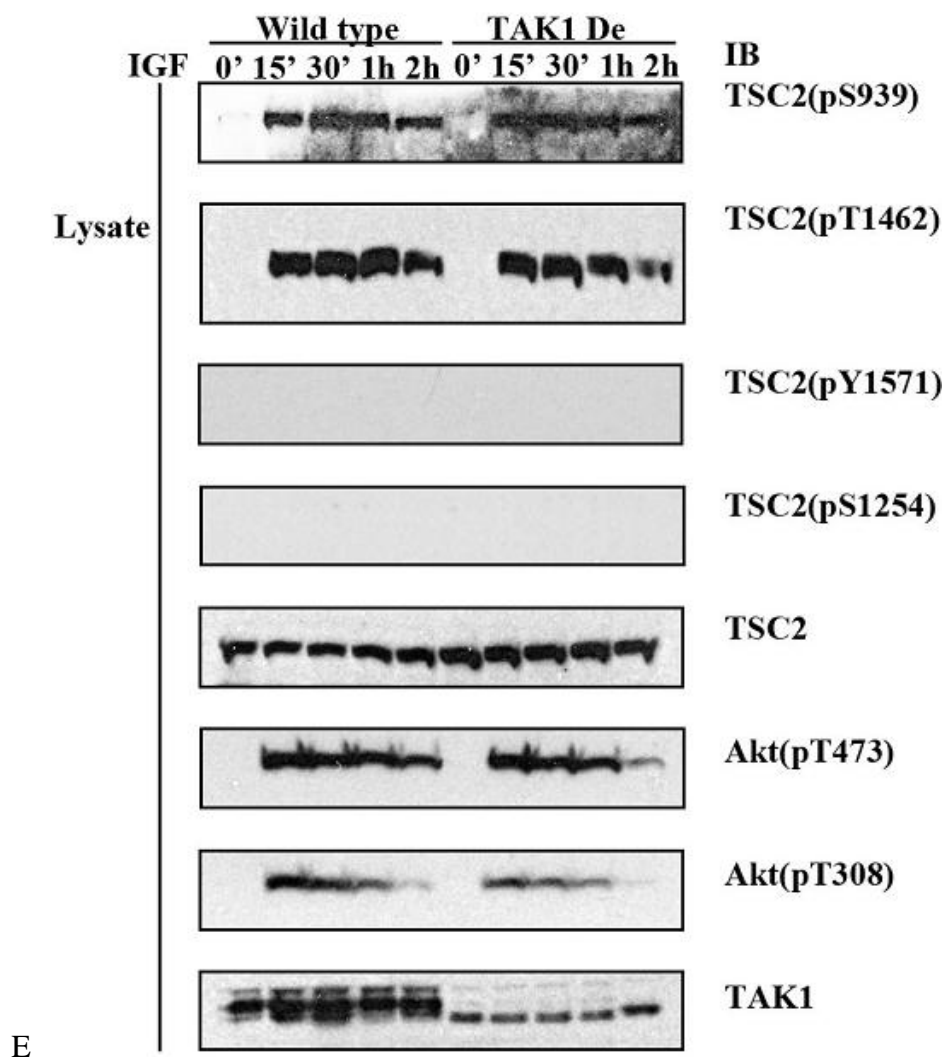 Wild type TAK1 De
IGF 0’ 15’ 30’ 1h 2h 0’ 15’ 30’ 1h 2h IB
TSC2(pS939)
Lysate TSC2(pT1462)
TSC2(pY1571)
TSC2(pS1254)
TSC2
Akt(pT473)
Akt(pT308)
TAK1
E